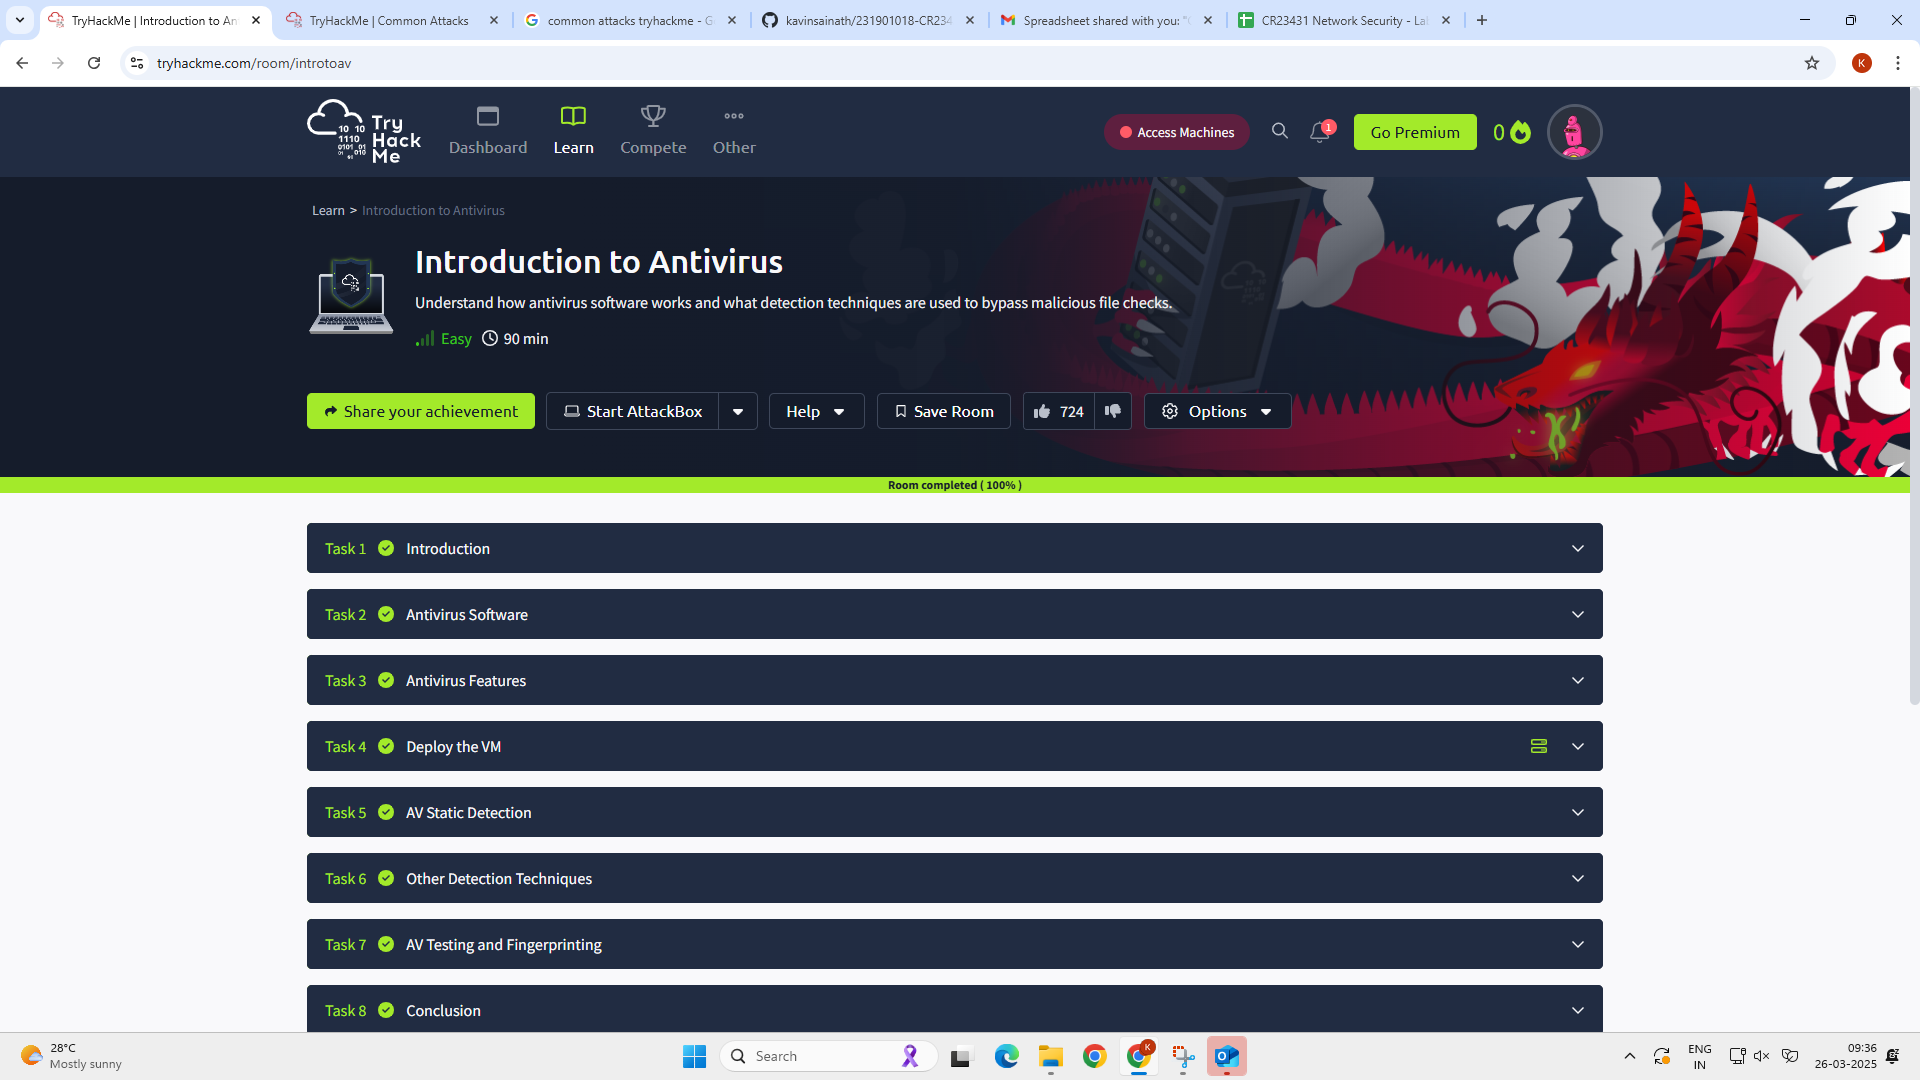 TryHackMe | Introduction to An
TryHackMe | Common Attacks
common attacks tryhackme - G
kavinsainath/231901018-CR234
Spreadsheet shared with you: "
CR23431 Network Security - La
tryhackme.com/room/introtoav
K
Try
Hack
Me
Dashboard
Learn
Compete
Other
Access Machines
1
Go Premium
0
Learn > Introduction to Antivirus
Introduction to Antivirus
Understand how antivirus software works and what detection techniques are used to bypass malicious file checks.
Easy
90 min
Share your achievement
Start AttackBox
Help
Save Room
724
Options
Room completed ( 100% )
Task 1 Introduction
Task 2 Antivirus Software
Task 3 Antivirus Features
Task 4 Deploy the VM
Task 5 AV Static Detection
Task 6 Other Detection Techniques
Task 7 AV Testing and Fingerprinting
Task 8 Conclusion
28°C
Mostly sunny
Search
K
ENG
IN
09:36
26-03-2025